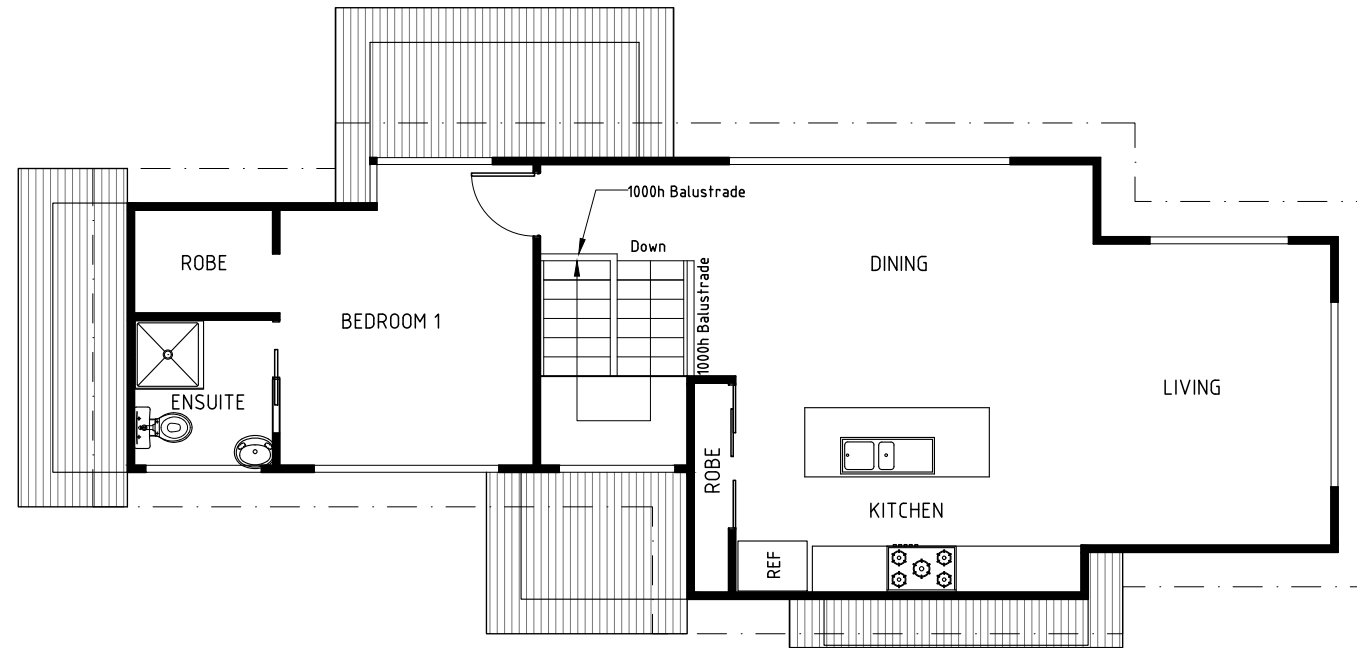 1000h Balustrade
Down
1000h Balustrade
ROBE
BEDROOM 1
DINING
ENSUITE
LIVING
ROBE
KITCHEN
REF